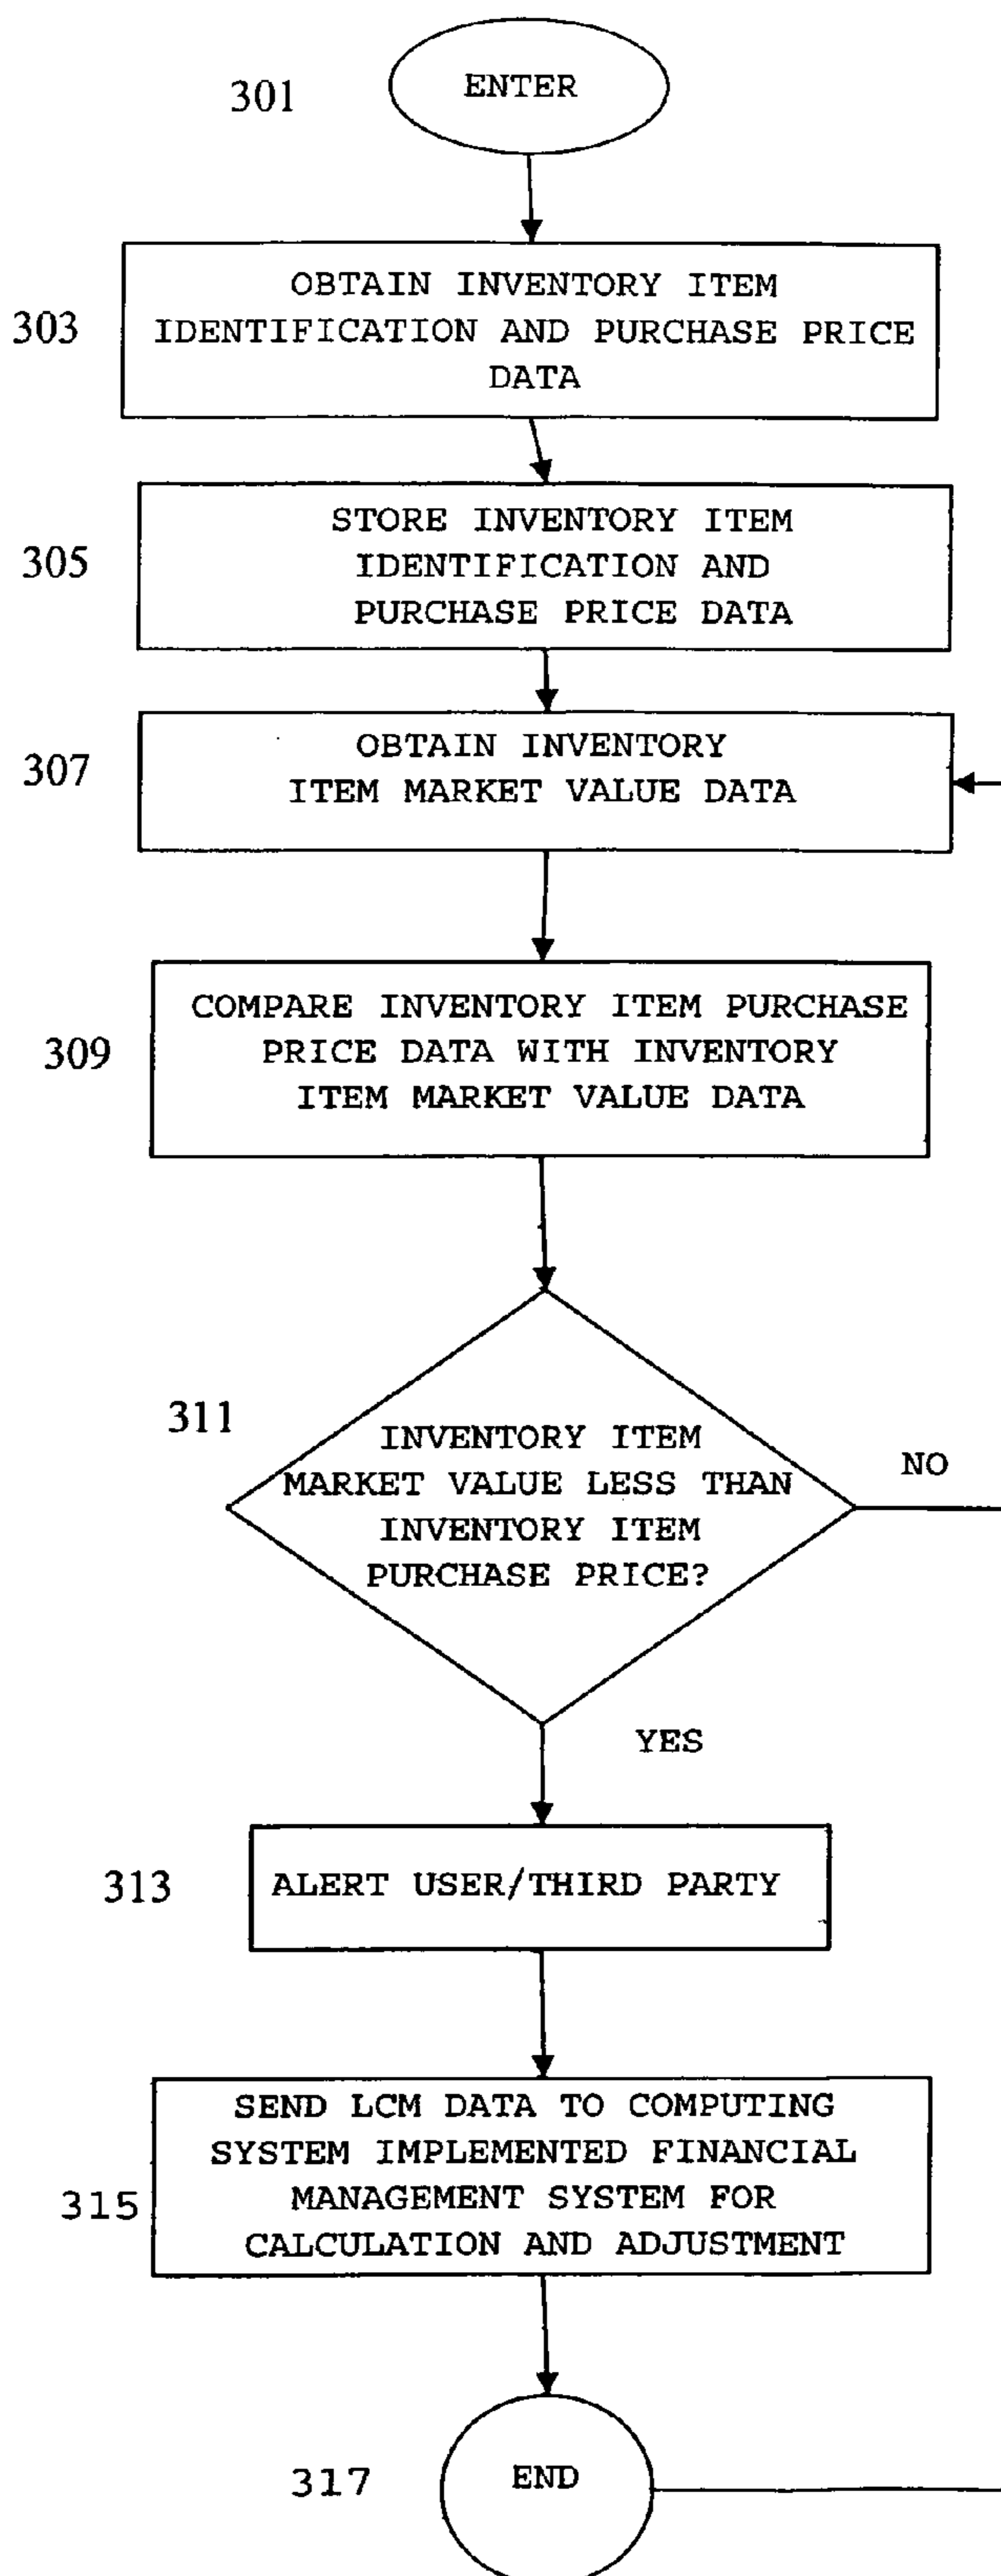 301
ENTER
303
OBTAIN INVENTORY ITEM
IDENTIFICATION AND PURCHASE PRICE
DATA
305
STORE INVENTORY ITEM
IDENTIFICATION AND
PURCHASE PRICE DATA
307
OBTAIN INVENTORY
ITEM MARKET VALUE DATA
309
COMPARE INVENTORY ITEM PURCHASE
PRICE DATA WITH INVENTORY
ITEM MARKET VALUE DATA
311
INVENTORY ITEM
MARKET VALUE LESS THAN
INVENTORY ITEM
PURCHASE PRICE?
NO
YES
313
ALERT USER/THIRD PARTY
315
SEND LCM DATA TO COMPUTING
SYSTEM IMPLEMENTED FINANCIAL
MANAGEMENT SYSTEM FOR
CALCULATION AND ADJUSTMENT
317
END